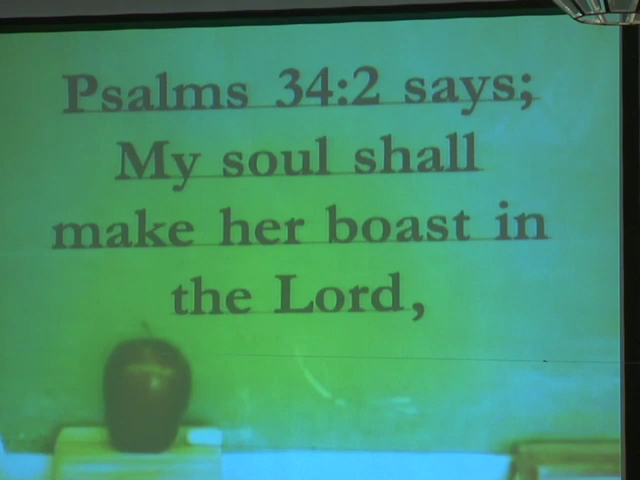 Psalms 34:2 says;
My soul shall
make her boast in
the Lord,